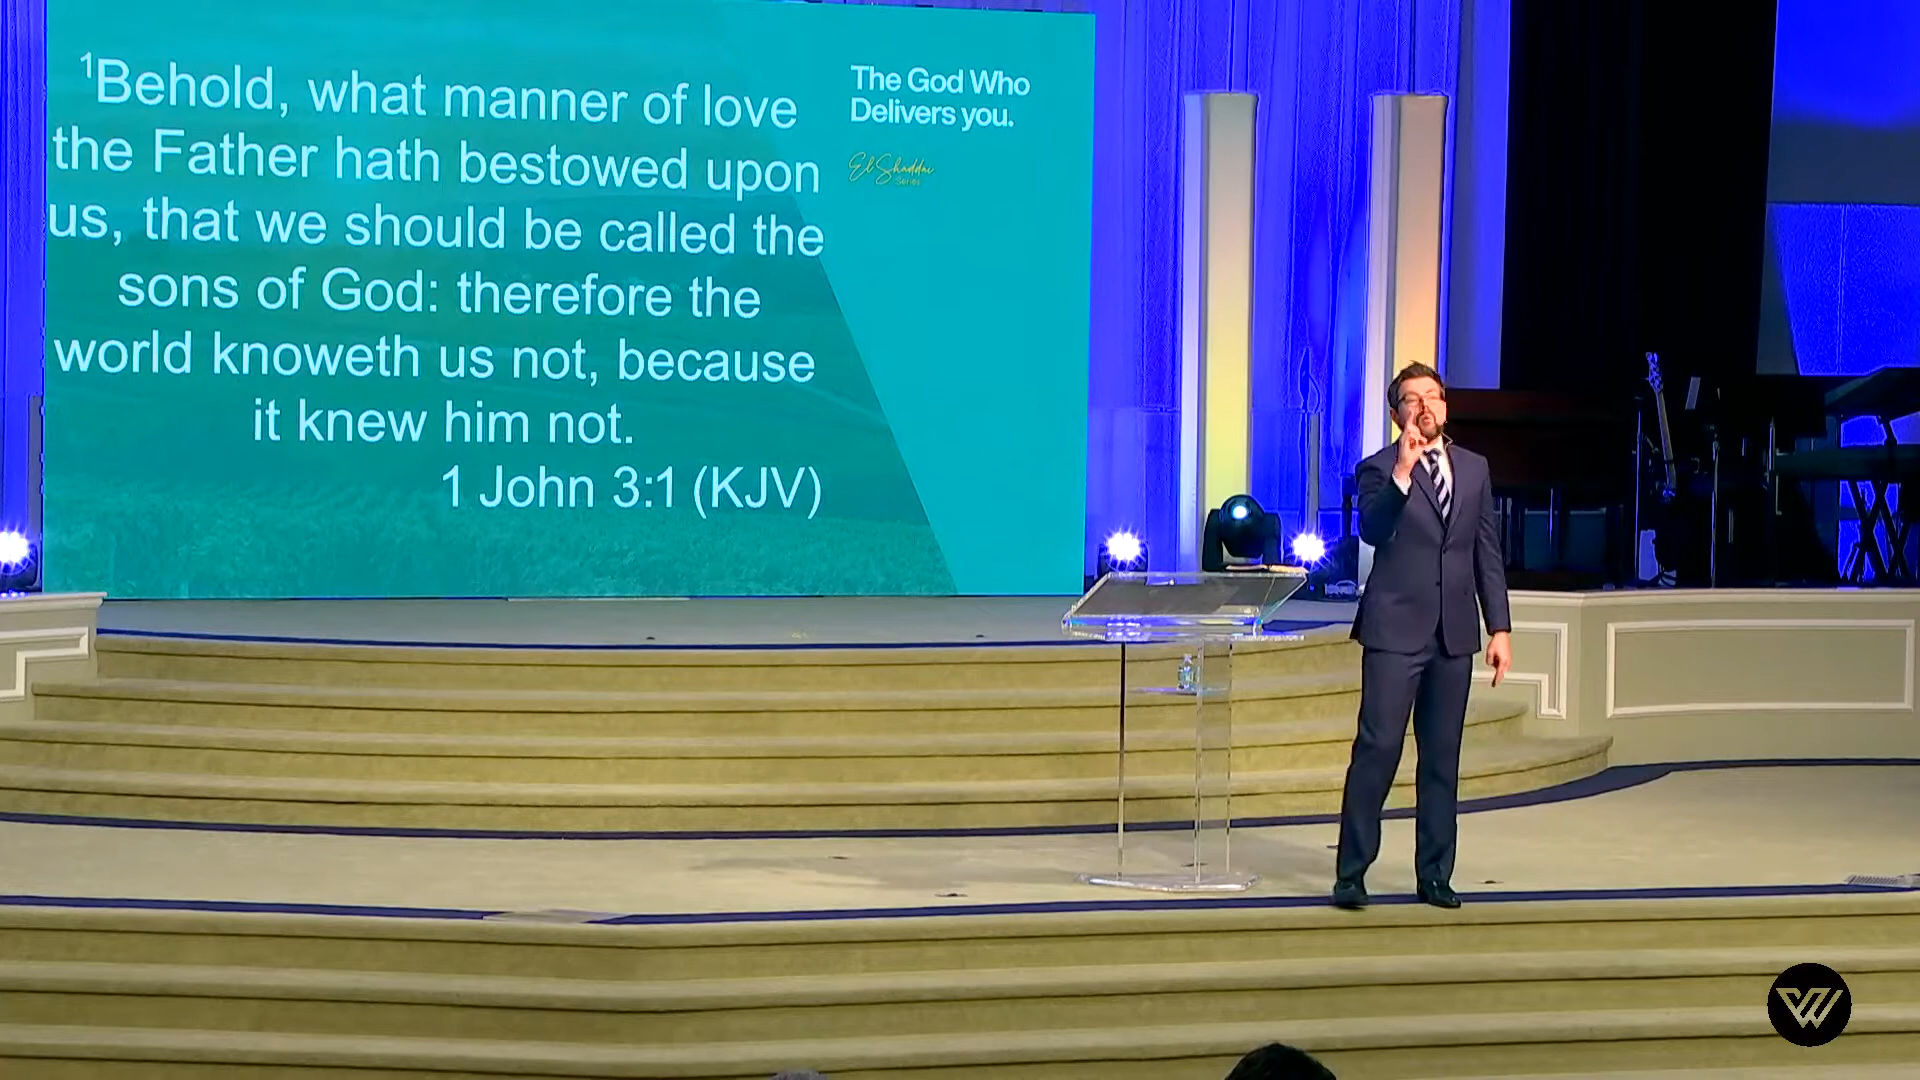 ¹Behold, what manner of love
the Father hath bestowed upon
us, that we should be called the
sons of God: therefore the
world knoweth us not, because
it knew him not.
1 John 3:1 (KJV)
The God Who
Delivers you.
El Shaddai
Series